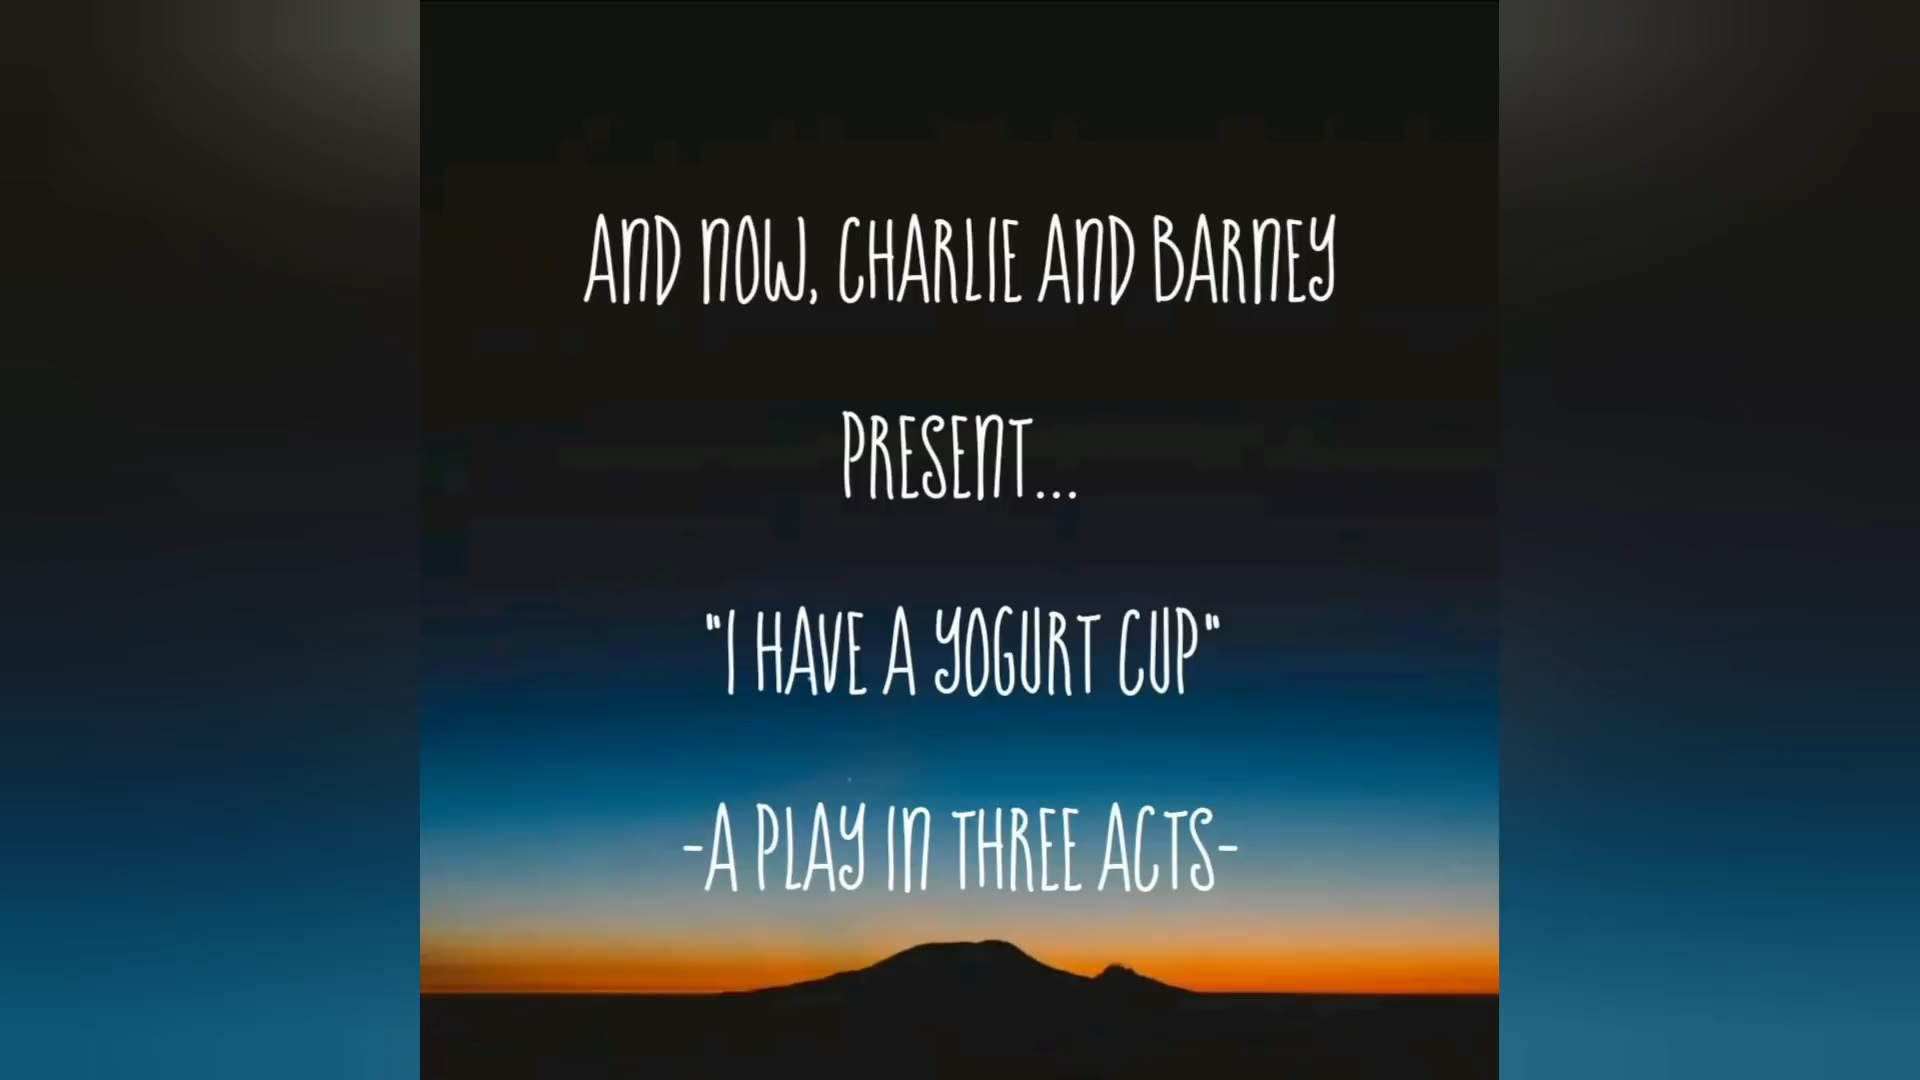 AND NOW, CHARLIE AND BARNEY
PRESENT...
"I HAVE A YOGURT CUP"
-A PLAY IN THREE ACTS-